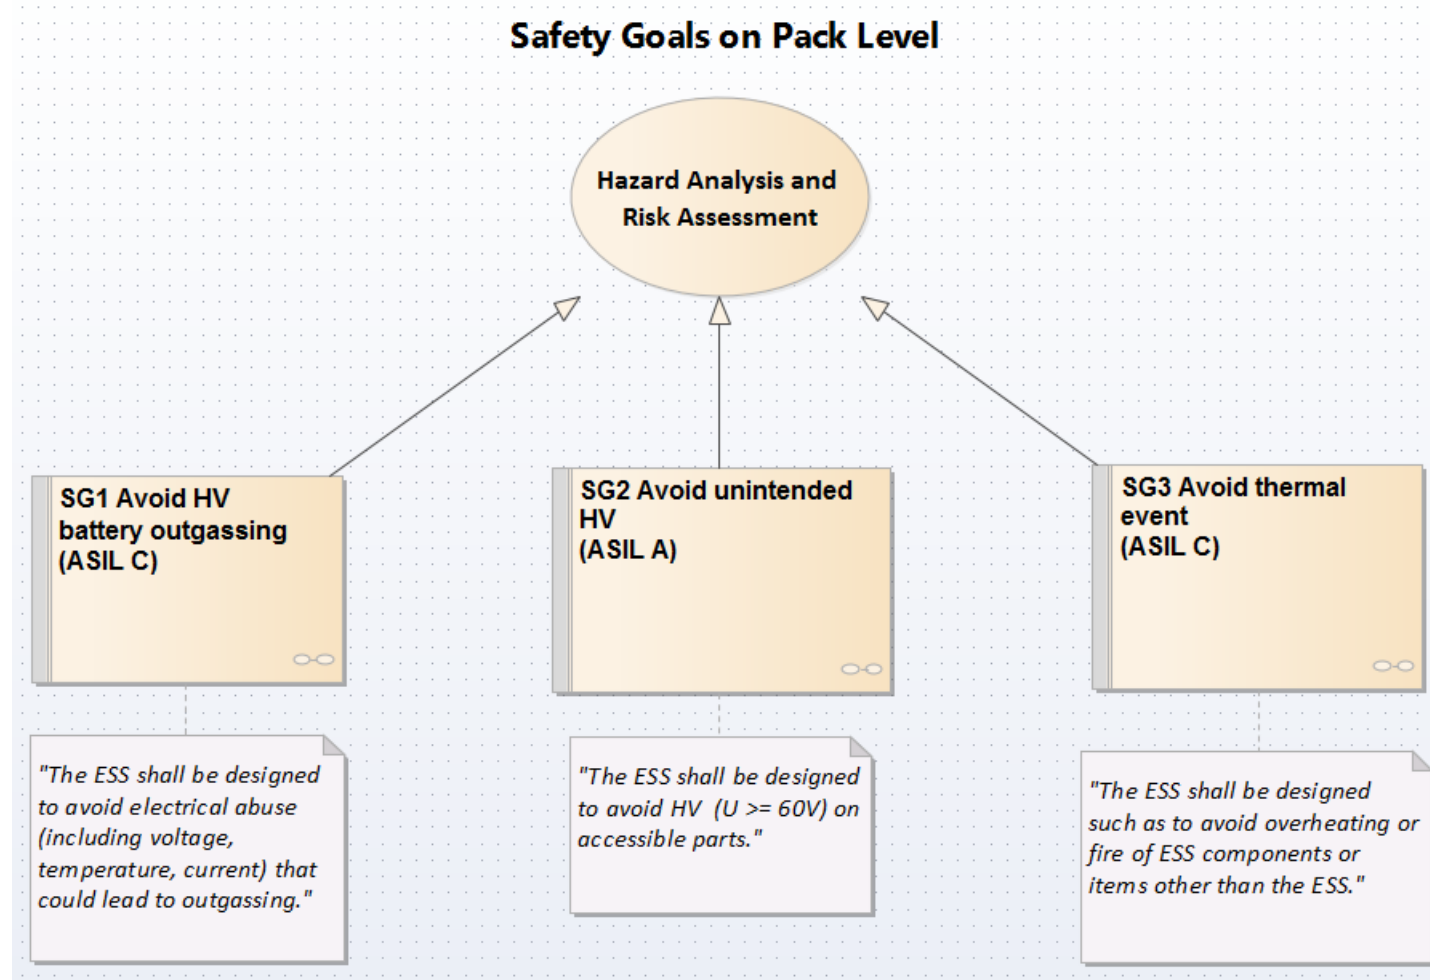 Safety Goals on Pack Level
Hazard Analysis and
Risk Assessment
SG1 Avoid HV
battery outgassing
(ASIL C)
SG2 Avoid unintended
HV
(ASIL A)
SG3 Avoid thermal
event
(ASIL C)
"The ESS shall be designed
to avoid electrical abuse
(including voltage,
temperature, current) that
could lead to outgassing."
"The ESS shall be designed
to avoid HV (U >= 60V) on
accessible parts."
"The ESS shall be designed
such as to avoid overheating or
fire of ESS components or
items other than the ESS."